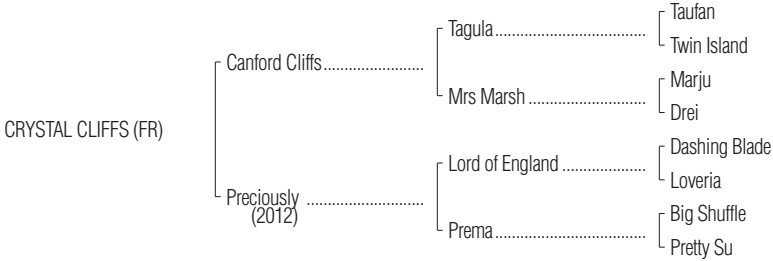 Taufan
Tagula
Twin Island
Canford Cliffs
Marju
Mrs Marsh
Drei
CRYSTAL CLIFFS (FR)
Dashing Blade
Lord of England
Loveria
Preciously
(2012)
Big Shuffle
Prema
Pretty Su